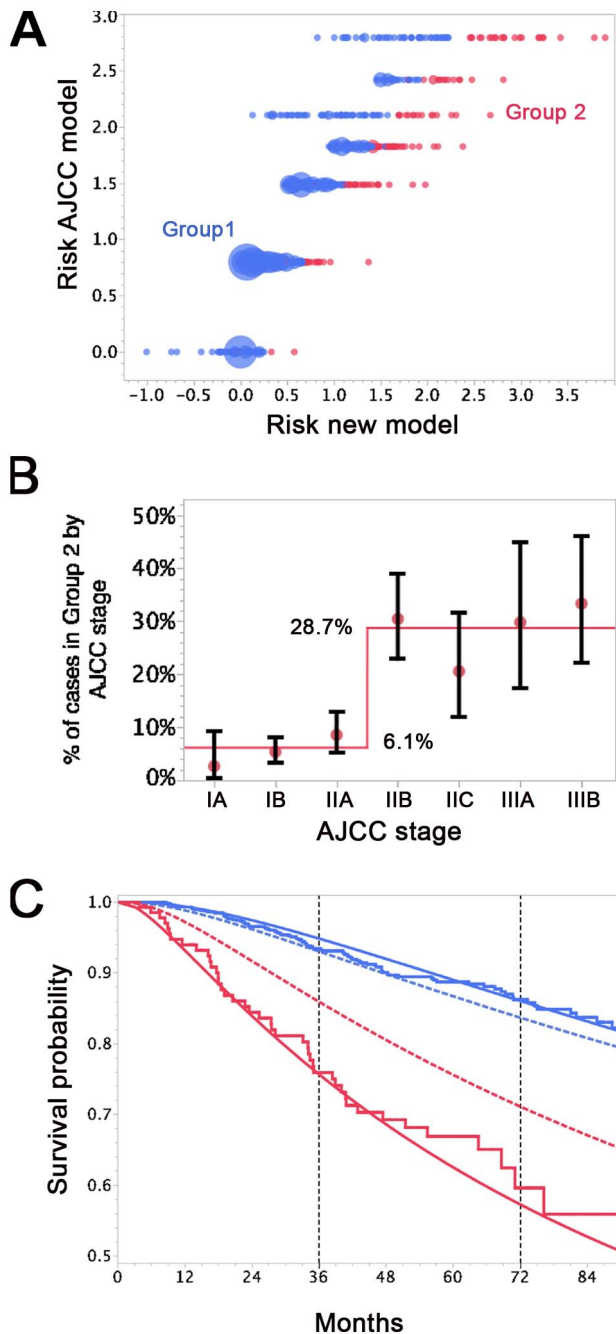 A
3.0
2.5
2.0
1.5
1.0
0.5
0.0
Risk AJCC model
Group 2
Group1
-1.0 -0.5 0.0 0.5 1.0 1.5 2.0 2.5 3.0 3.5
Risk new model
B
% of cases in Group 2 by
AJCC stage
50%
40%
30%
28.7%
20%
10%
6.1%
0%
IA IB IIA IIB IIC IIIA IIIB
AJCC stage
C
1.0
0.9
0.8
0.7
0.6
0.5
Survival probability
0 12 24 36 48 60 72 84
Months